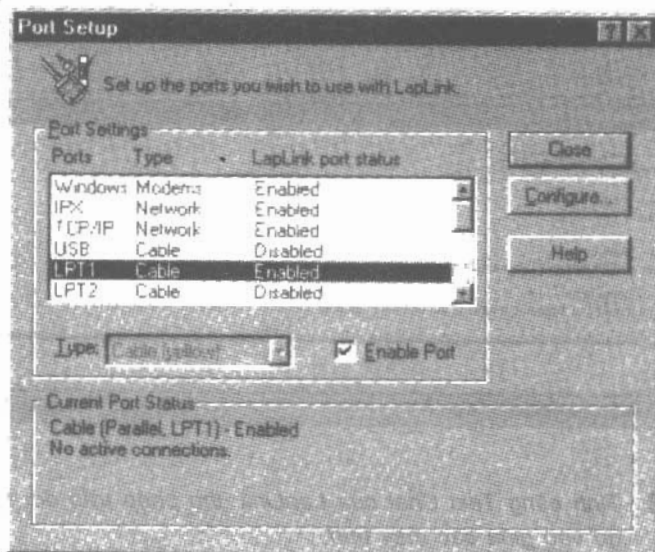 Port Setup
Set up the ports you wish to use with LapLink.
Port Settings
Ports Type LapLink port status
Windows Modems Enabled
IPX Network Enabled
TCP/IP Network Enabled
USB Cable Disabled
LPT1 Cable Enabled
LPT2 Cable Disabled
Type: Cable (yellow) Enable Port
Close
Configure...
Help
Current Port Status
Cable (Parallel, LPT1) - Enabled
No active connections.